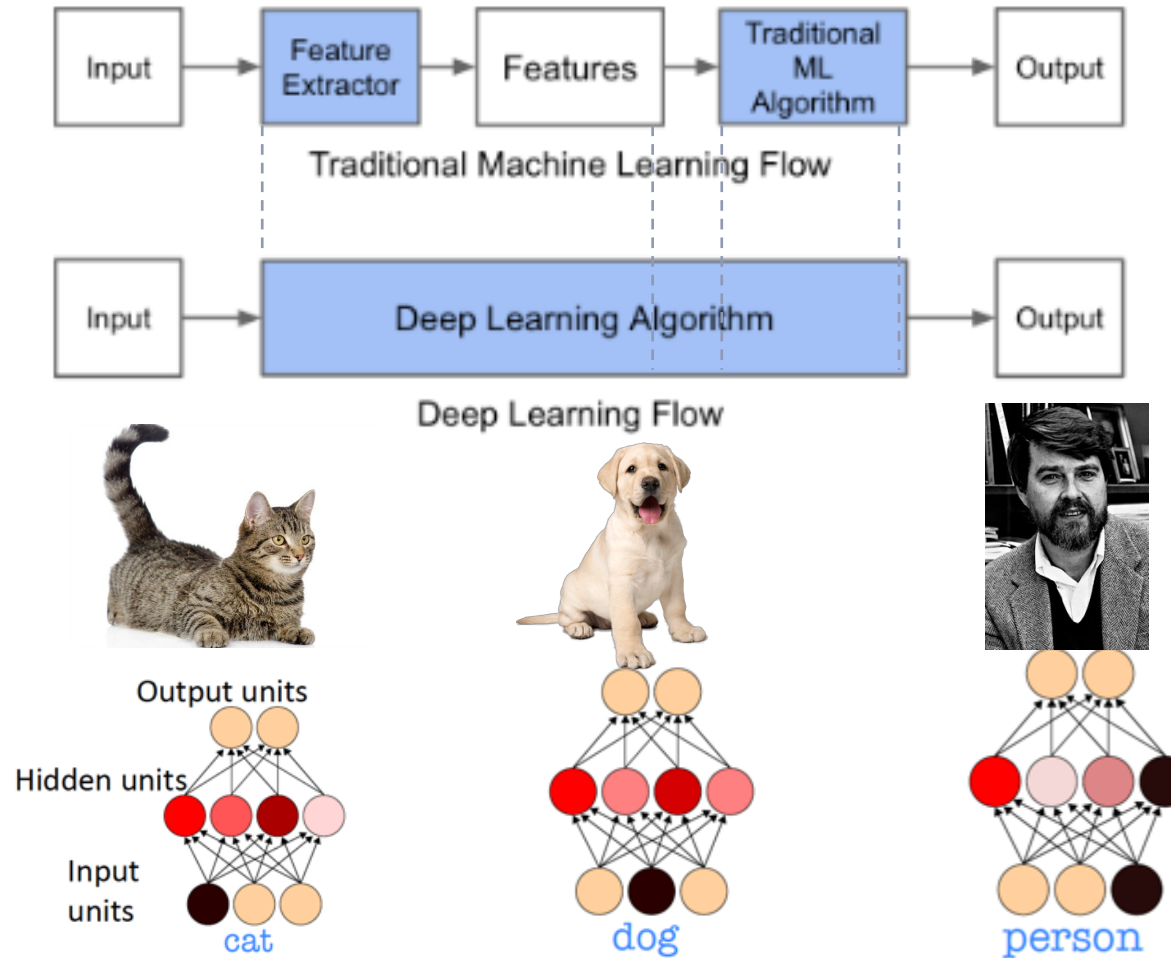 Input
Feature
Extractor
Features
Traditional
ML
Algorithm
Output
Traditional Machine Learning Flow
Input
Deep Learning Algorithm
Output
Deep Learning Flow
Output units
Hidden units
Input
units
cat
dog
person